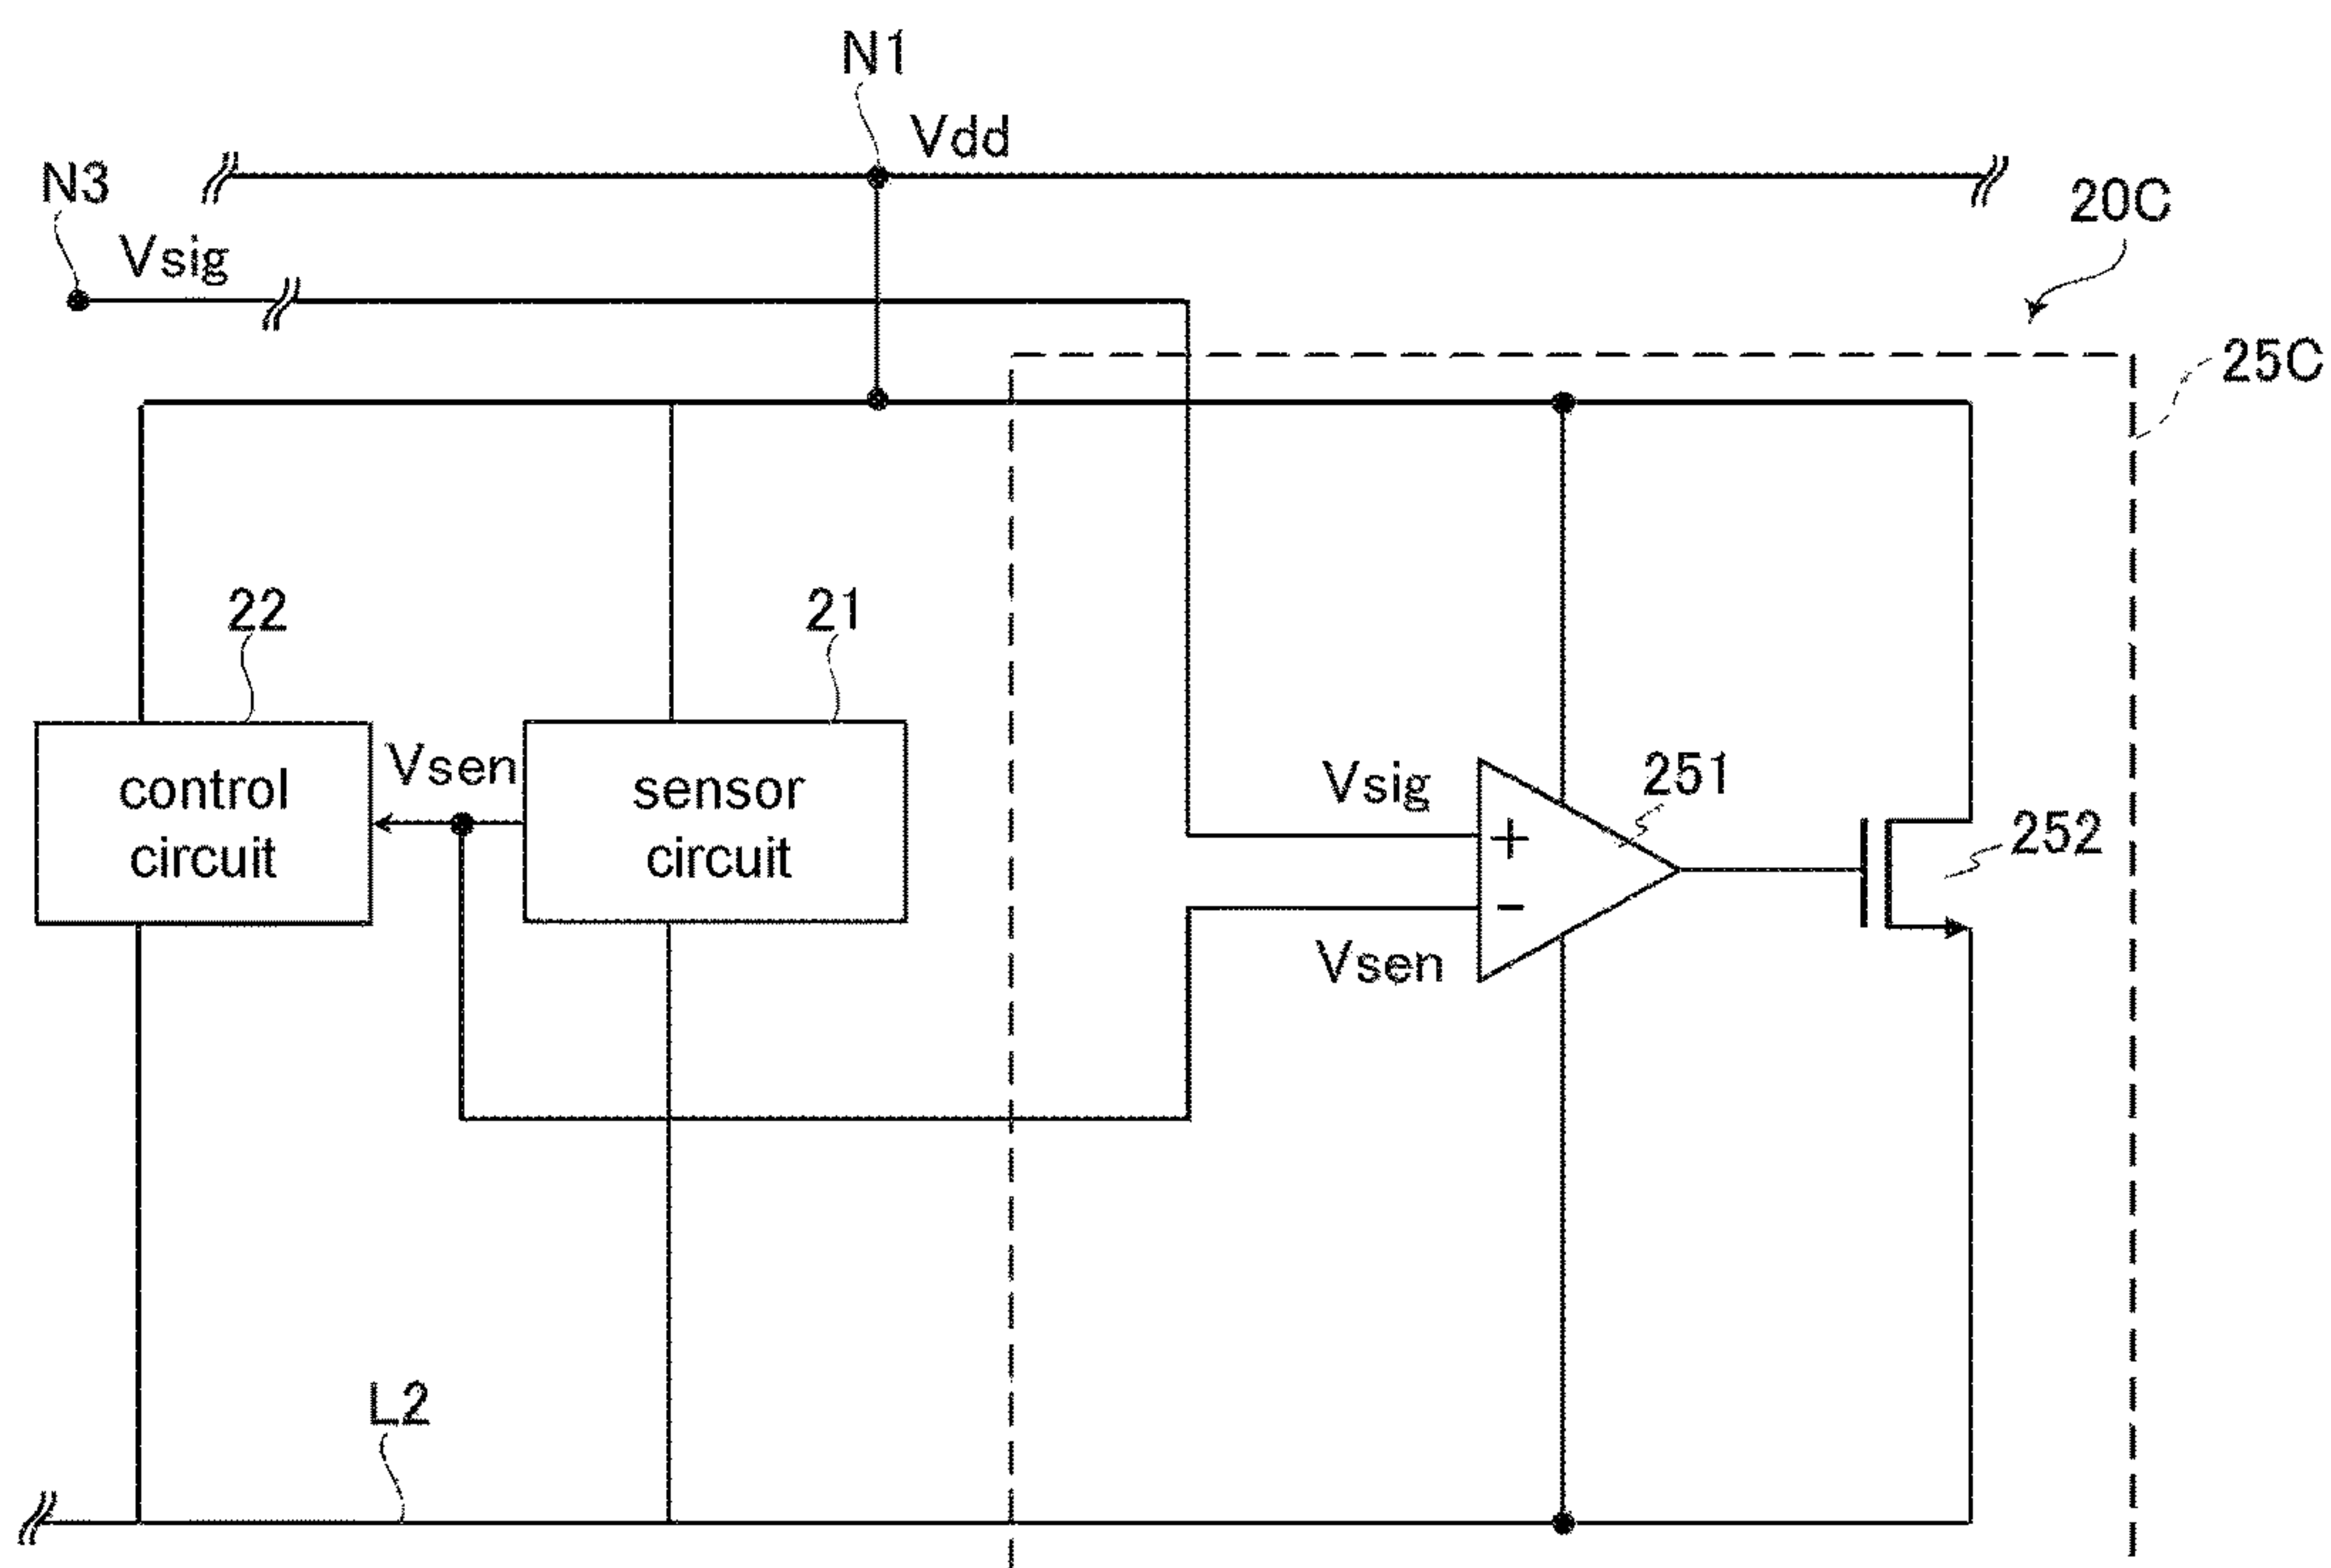 N1
Vdd
N3
Vsig
20C
25C
22
21
control
circuit
Vsen
sensor
circuit
Vsig
+
-
Vsen
251
252
L2